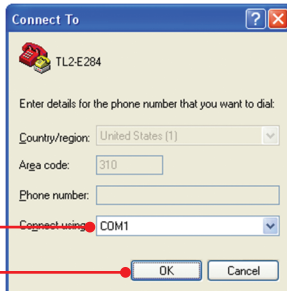 Connect To
TL2-E284
Enter details for the phone number that you want to dial:
Country/region: United States (1)
Area code: 310
Phone number:
Connect using: COM1
OK Cancel